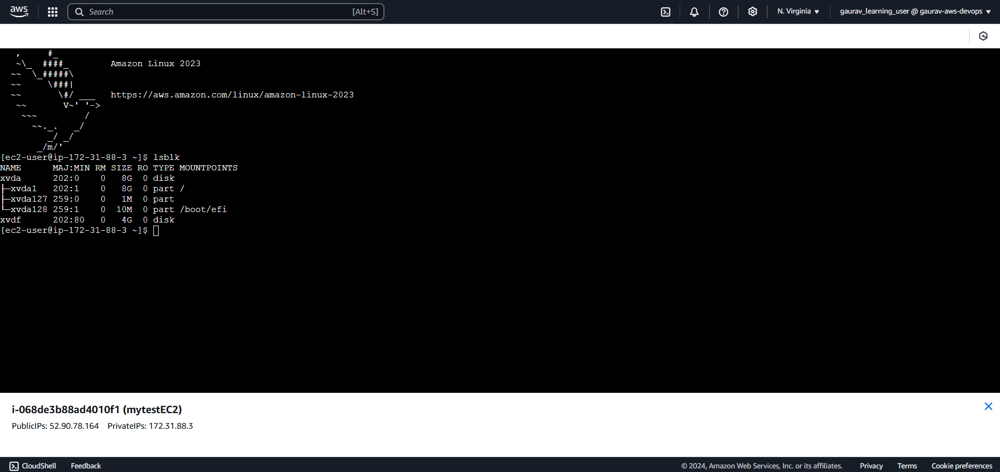 aws Search [Alt+S] N. Virginia ▼ gaurav_learning_user @ gaurav-aws-devops ▼
   ,     #_
   ~\_  ####_        Amazon Linux 2023
  ~~  \_#####\
  ~~     \###|
  ~~       \#/ ___   https://aws.amazon.com/linux/amazon-linux-2023
   ~~       V~' '->
    ~~~         /
      ~~._.   _/
         _/ _/
       _/m/'
[ec2-user@ip-172-31-88-3 ~]$ lsblk
NAME      MAJ:MIN RM SIZE RO TYPE MOUNTPOINTS
xvda      202:0    0   8G  0 disk
├─xvda1   202:1    0   8G  0 part /
├─xvda127 259:0    0   1M  0 part
└─xvda128 259:1    0  10M  0 part /boot/efi
xvdf      202:80   0   4G  0 disk
[ec2-user@ip-172-31-88-3 ~]$
i-068de3b88ad4010f1 (mytestEC2)
PublicIPs: 52.90.78.164 PrivateIPs: 172.31.88.3
CloudShell Feedback © 2024, Amazon Web Services, Inc. or its affiliates. Privacy Terms Cookie preferences